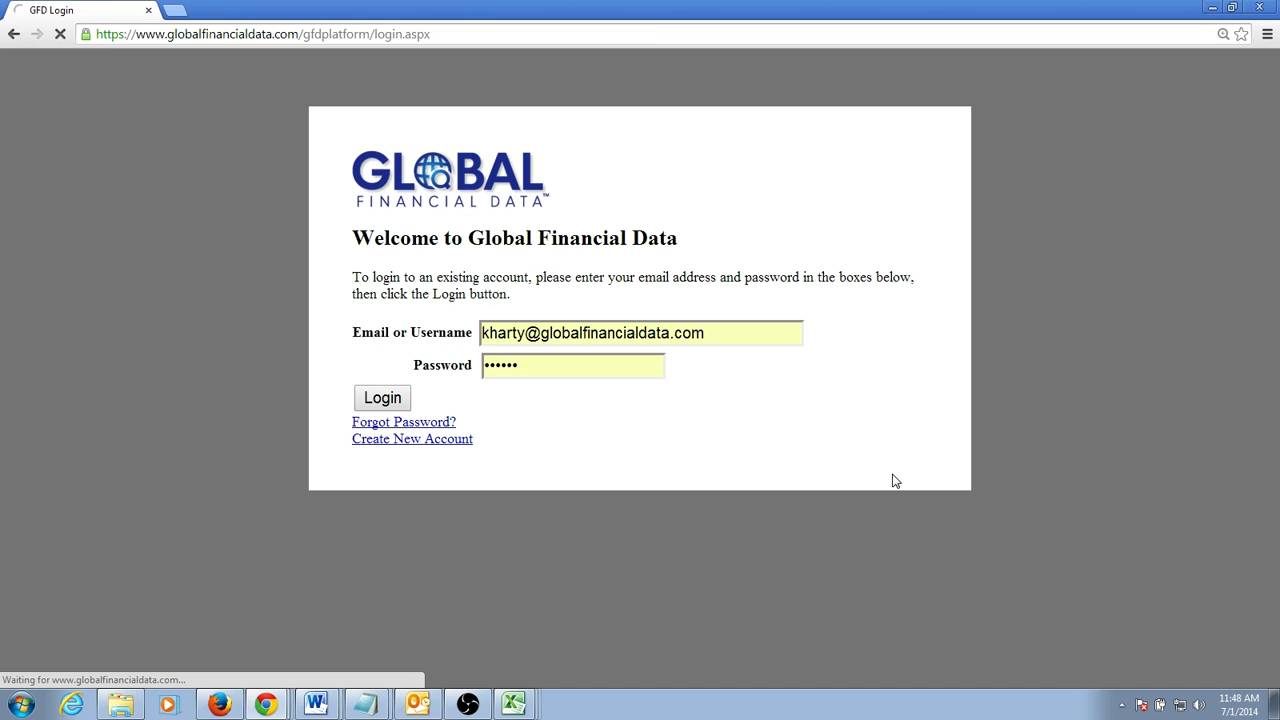 GFD Login
https://www.globalfinancialdata.com/gfdplatform/login.aspx
GLOBAL
FINANCIAL DATA™
Welcome to Global Financial Data
To login to an existing account, please enter your email address and password in the boxes below,
then click the Login button.
Email or Username kharty@globalfinancialdata.com
Password ••••••
Login
Forgot Password?
Create New Account
Waiting for www.globalfinancialdata.com...
11:48 AM
7/1/2014